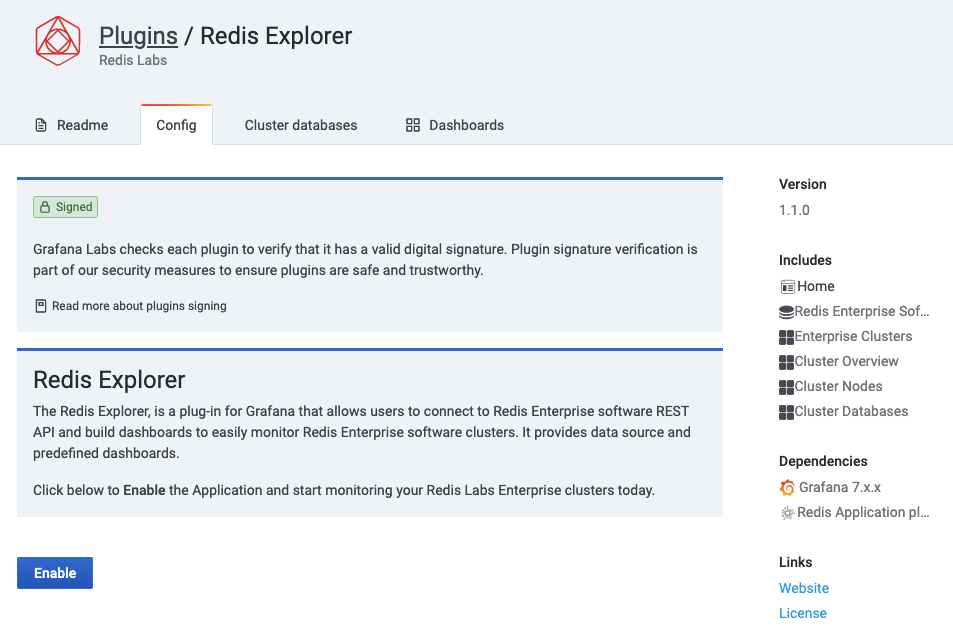 Plugins / Redis Explorer
Redis Labs
Readme
Config
Cluster databases
Dashboards
Signed
Grafana Labs checks each plugin to verify that it has a valid digital signature. Plugin signature verification is
part of our security measures to ensure plugins are safe and trustworthy.
Read more about plugins signing
Redis Explorer
The Redis Explorer, is a plug-in for Grafana that allows users to connect to Redis Enterprise software REST
API and build dashboards to easily monitor Redis Enterprise software clusters. It provides data source and
predefined dashboards.
Click below to Enable the Application and start monitoring your Redis Labs Enterprise clusters today.
Enable
Version
1.1.0
Includes
Home
Redis Enterprise Sof...
Enterprise Clusters
Cluster Overview
Cluster Nodes
Cluster Databases
Dependencies
Grafana 7.x.x
Redis Application pl...
Links
Website
License